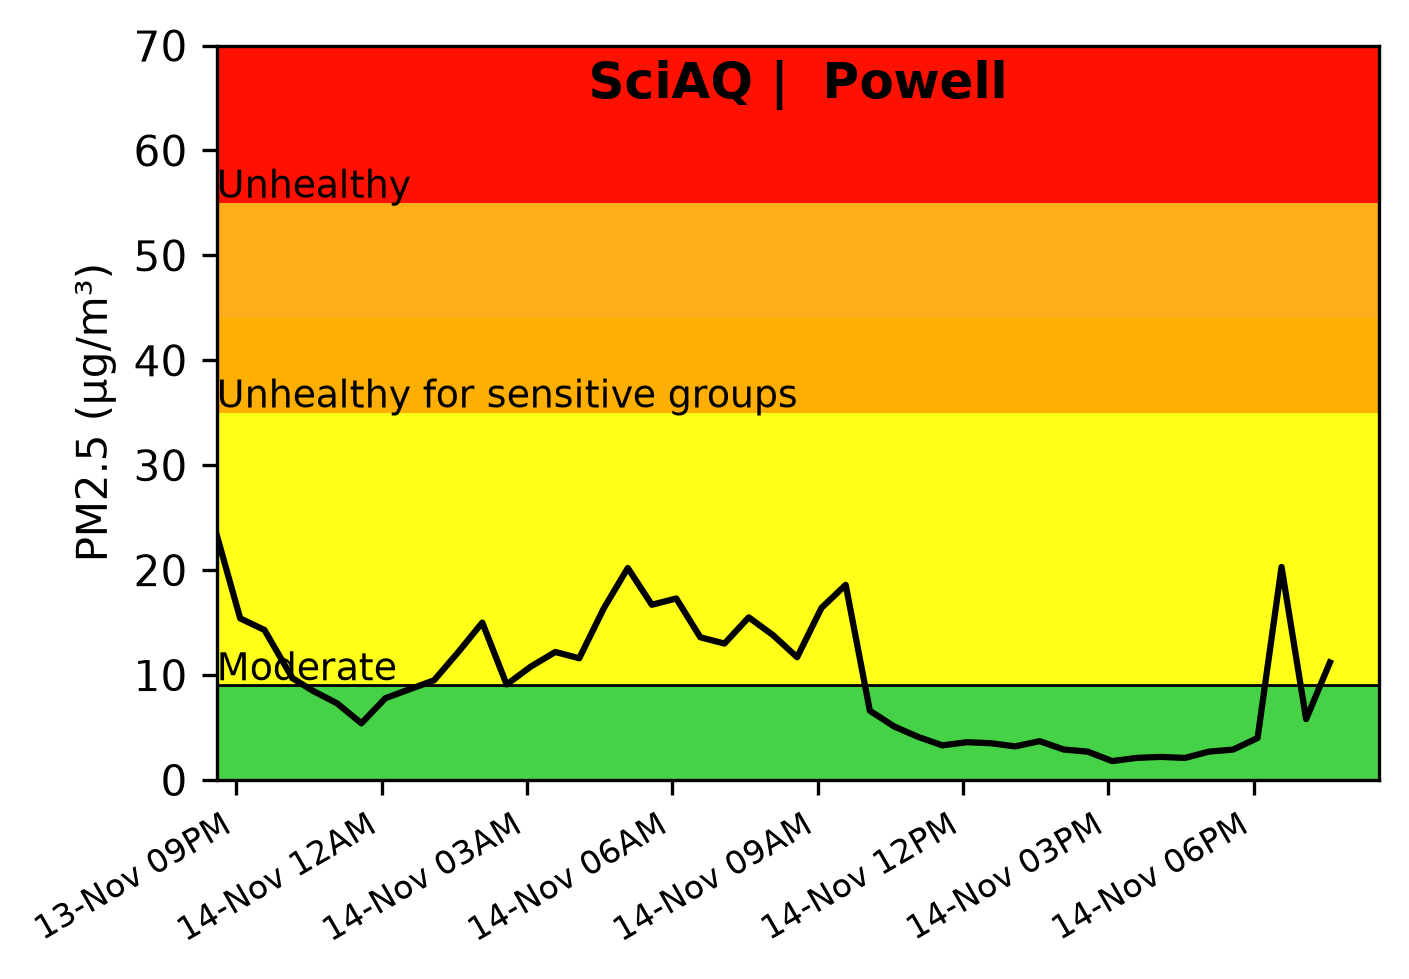 SciAQ | Powell
70
60
50
40
30
20
10
0
PM2.5 (µg/m³)
Unhealthy
Unhealthy for sensitive groups
Moderate
13-Nov 09PM
14-Nov 12AM
14-Nov 03AM
14-Nov 06AM
14-Nov 09AM
14-Nov 12PM
14-Nov 03PM
14-Nov 06PM